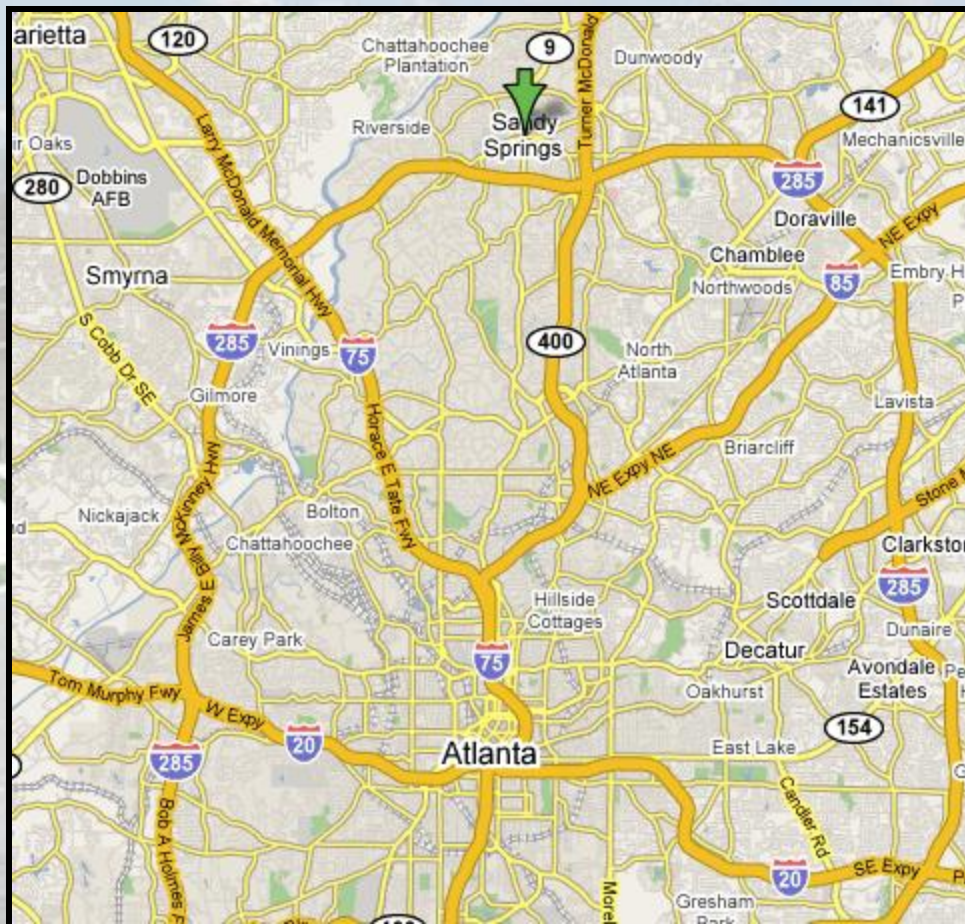 arietta
120
Chattahoochee
Plantation
9
Turner McDonald
Dunwoody
141
Mechanicsville
Larry McDonald Memorial Hwy
Riverside
Sandy
Springs
ir Oaks
280
Dobbins
AFB
285
Doraville
NE Expy
Smyrna
Chamblee
Northwoods
85
Embry H
P
S Cobb Dr SE
285
Vinings
75
400
North
Atlanta
Gilmore
Lavista
Horace E Tate Fwy
Briarcliff
NE Expy NE
Stone M
James E Billy McKinney Hwy
Nickajack
Bolton
d
Chattahoochee
Clarkston
285
Hillside
Cottages
Scottdale
Dunaire
Carey Park
75
Decatur
Avondale
Estates
Pe
H
Tom Murphy Fwy
W Expy
Oakhurst
154
20
285
Atlanta
East Lake
G
Candler Rd
Bob A Holmes F
20
SE Expy
P
Morel
Gresham
Park